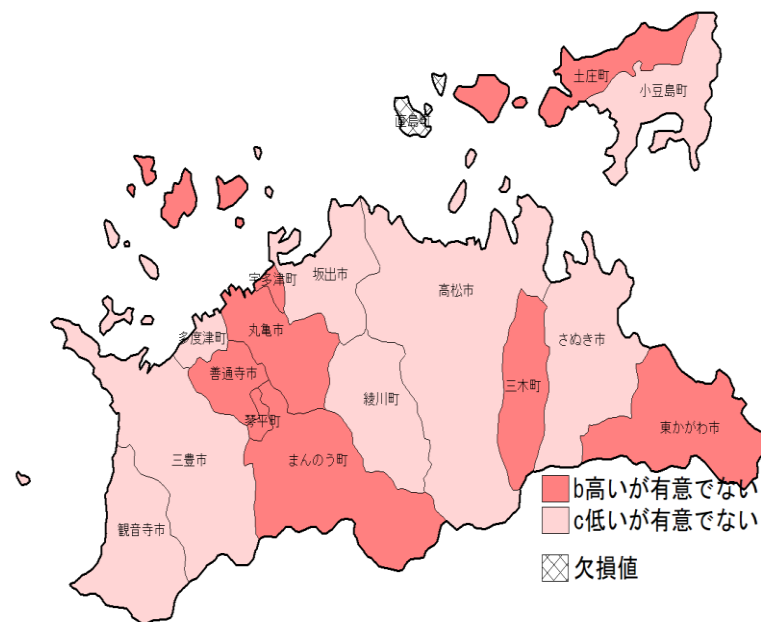 土庄町
小豆島町
直島町
宇多津町
坂出市
高松市
多度津町
丸亀市
さぬき市
善通寺市
三木町
綾川町
琴平町
東かがわ市
三豊市
まんのう町
観音寺市
b高いが有意でない
c低いが有意でない
欠損値